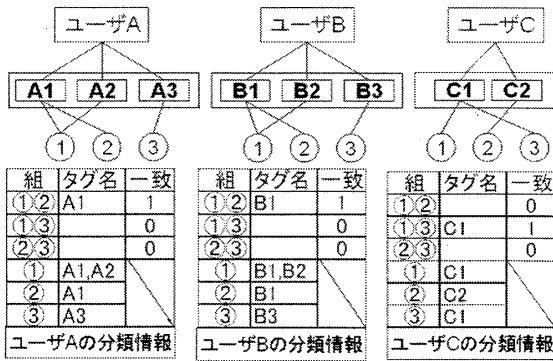 ユーザA ユーザB ユーザC
A1 A2 A3 B1 B2 B3 C1 C2
① ② ③ ① ② ③ ① ② ③
組 タグ名 一致 組 タグ名 一致 組 タグ名 一致
①② A1 1 ①② B1 1 ①② 0
①③ 0 ①③ 0 ①③ C1 1
②③ 0 ②③ 0 ②③ 0
① A1,A2 ① B1,B2 ① C1
② A1 ② B1 ② C2
③ A3 ③ B3 ③ C1
ユーザAの分類情報 ユーザBの分類情報 ユーザCの分類情報